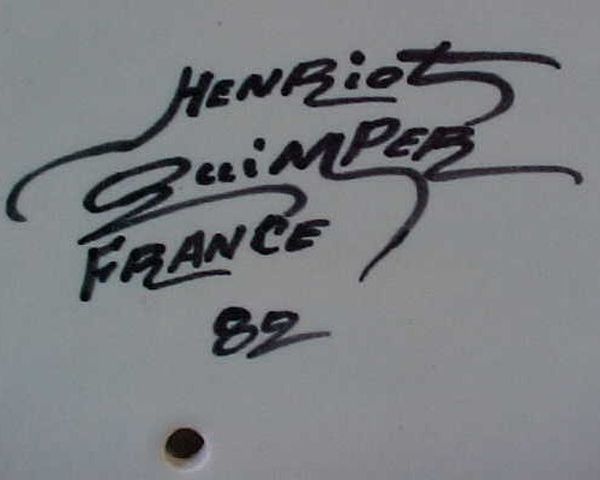 HENRIOT
QUIMPER
FRANCE
82